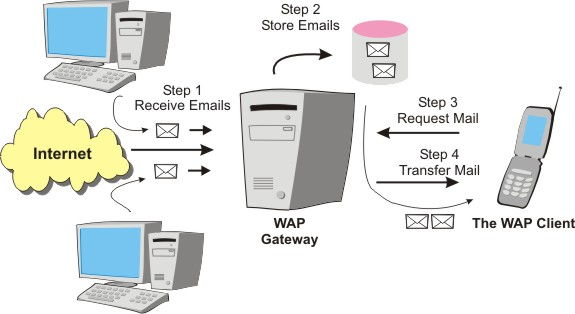 Step 2
Store Emails
Step 1
Receive Emails
Step 3
Request Mail
Internet
Step 4
Transfer Mail
WAP
Gateway
The WAP Client